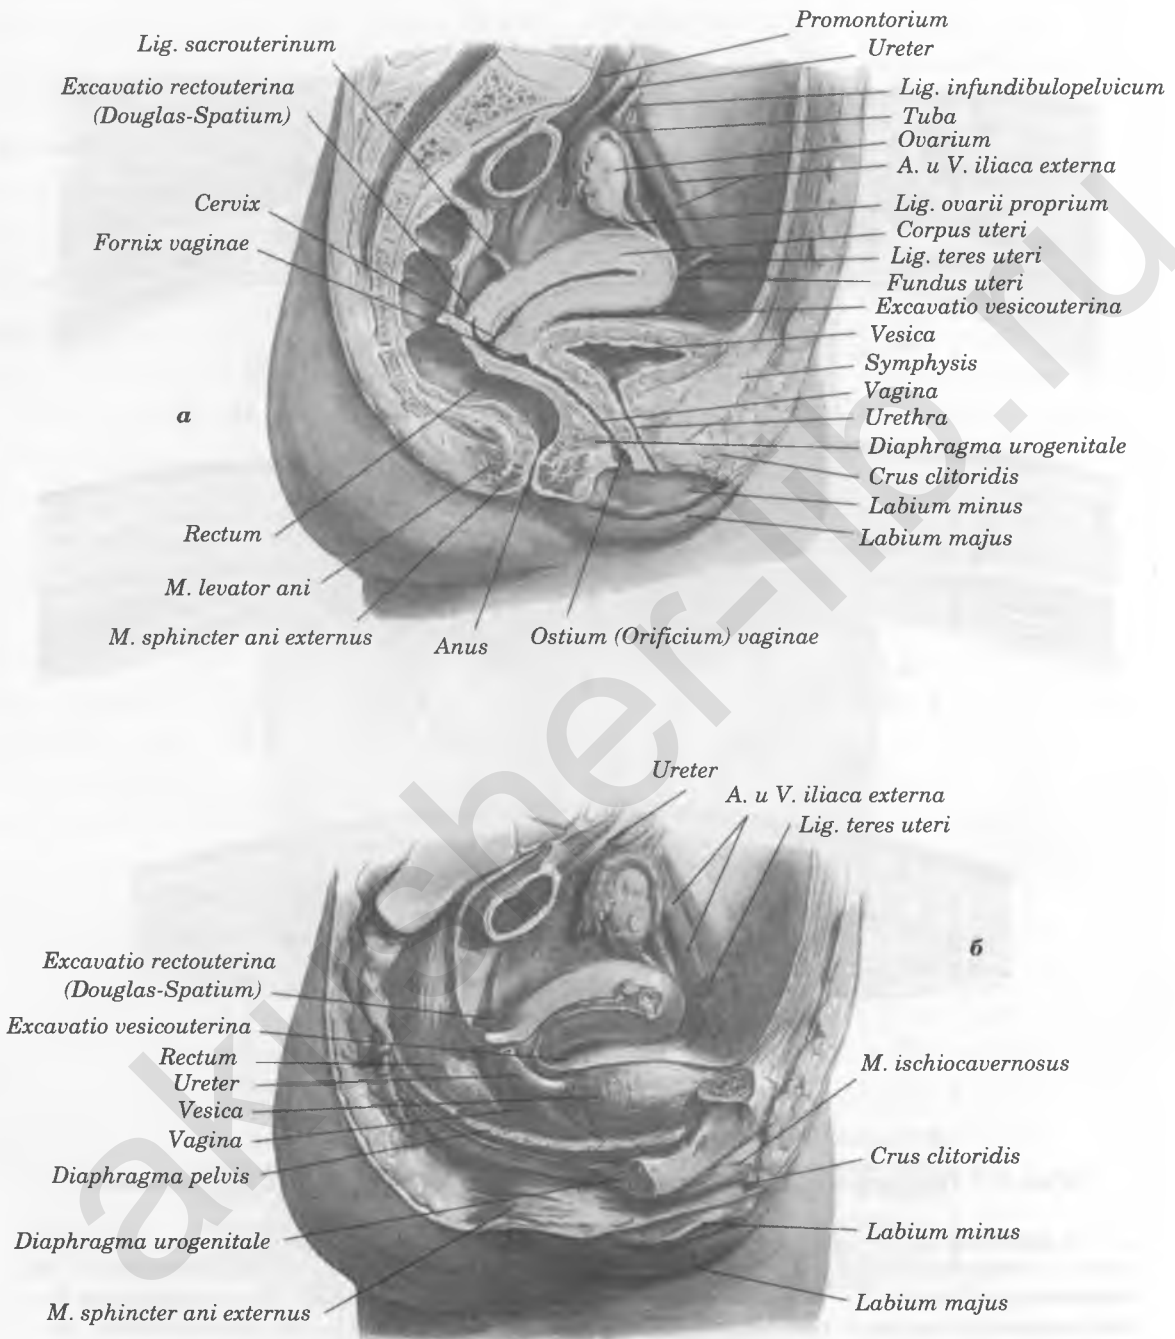 Promontorium
Lig. sacrouterinum
Ureter
Excavatio rectouterina
(Douglas-Spatium)
Lig. infundibulopelvicum
Tuba
Ovarium
A. и V. iliaca externa
Cervix
Lig. ovarii proprium
Fornix vaginae
Corpus uteri
Lig. teres uteri
Fundus uteri
Excavatio vesicouterina
Vesica
Symphysis
Vagina
а
Urethra
Diaphragma urogenitale
Crus clitoridis
Labium minus
Rectum
Labium majus
M. levator ani
M. sphincter ani externus
Anus
Ostium (Orificium) vaginae
Ureter
A. и V. iliaca externa
Lig. teres uteri
б
Excavatio rectouterina
(Douglas-Spatium)
Excavatio vesicouterina
Rectum
M. ischiocavernosus
Ureter
Vesica
Vagina
Crus clitoridis
Diaphragma pelvis
Labium minus
Diaphragma urogenitale
Labium majus
M. sphincter ani externus
akusher-lib.ru